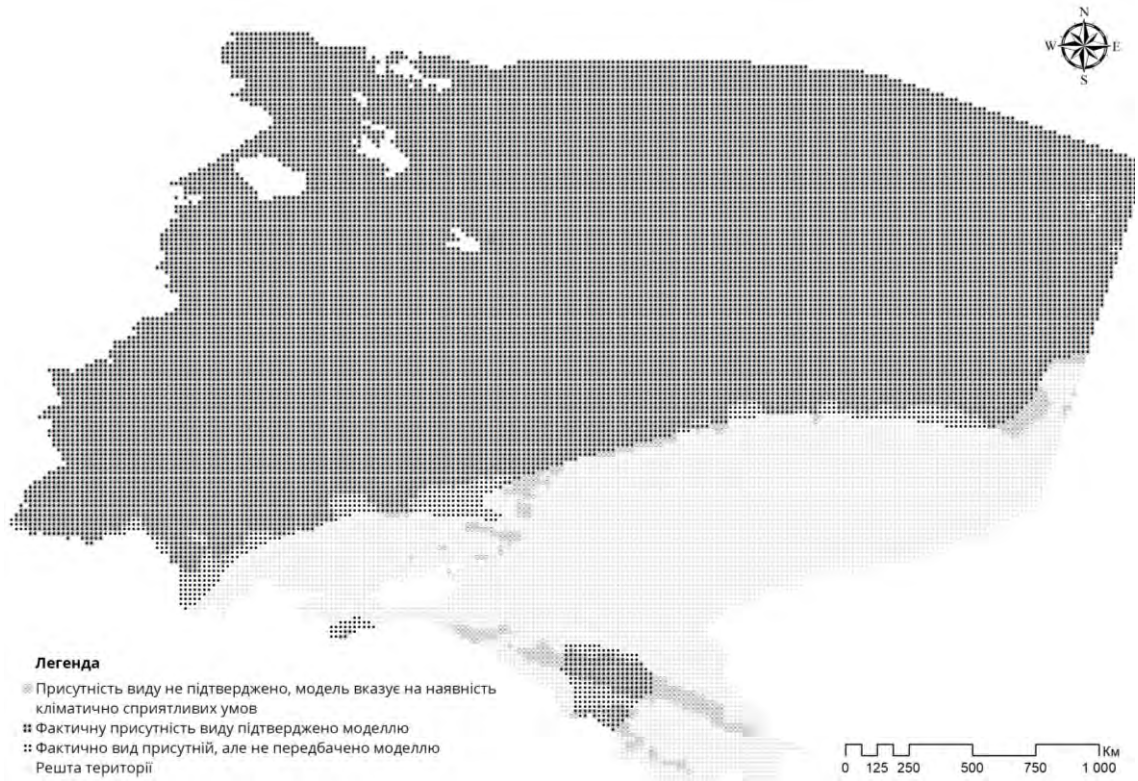 N
W E
S
Легенда
Присутність виду не підтверджено, модель вказує на наявність
кліматично сприятливих умов
Фактичну присутність виду підтверджено моделлю
Фактично вид присутній, але не передбачено моделлю
Решта території
Км
0 125 250 500 750 1 000